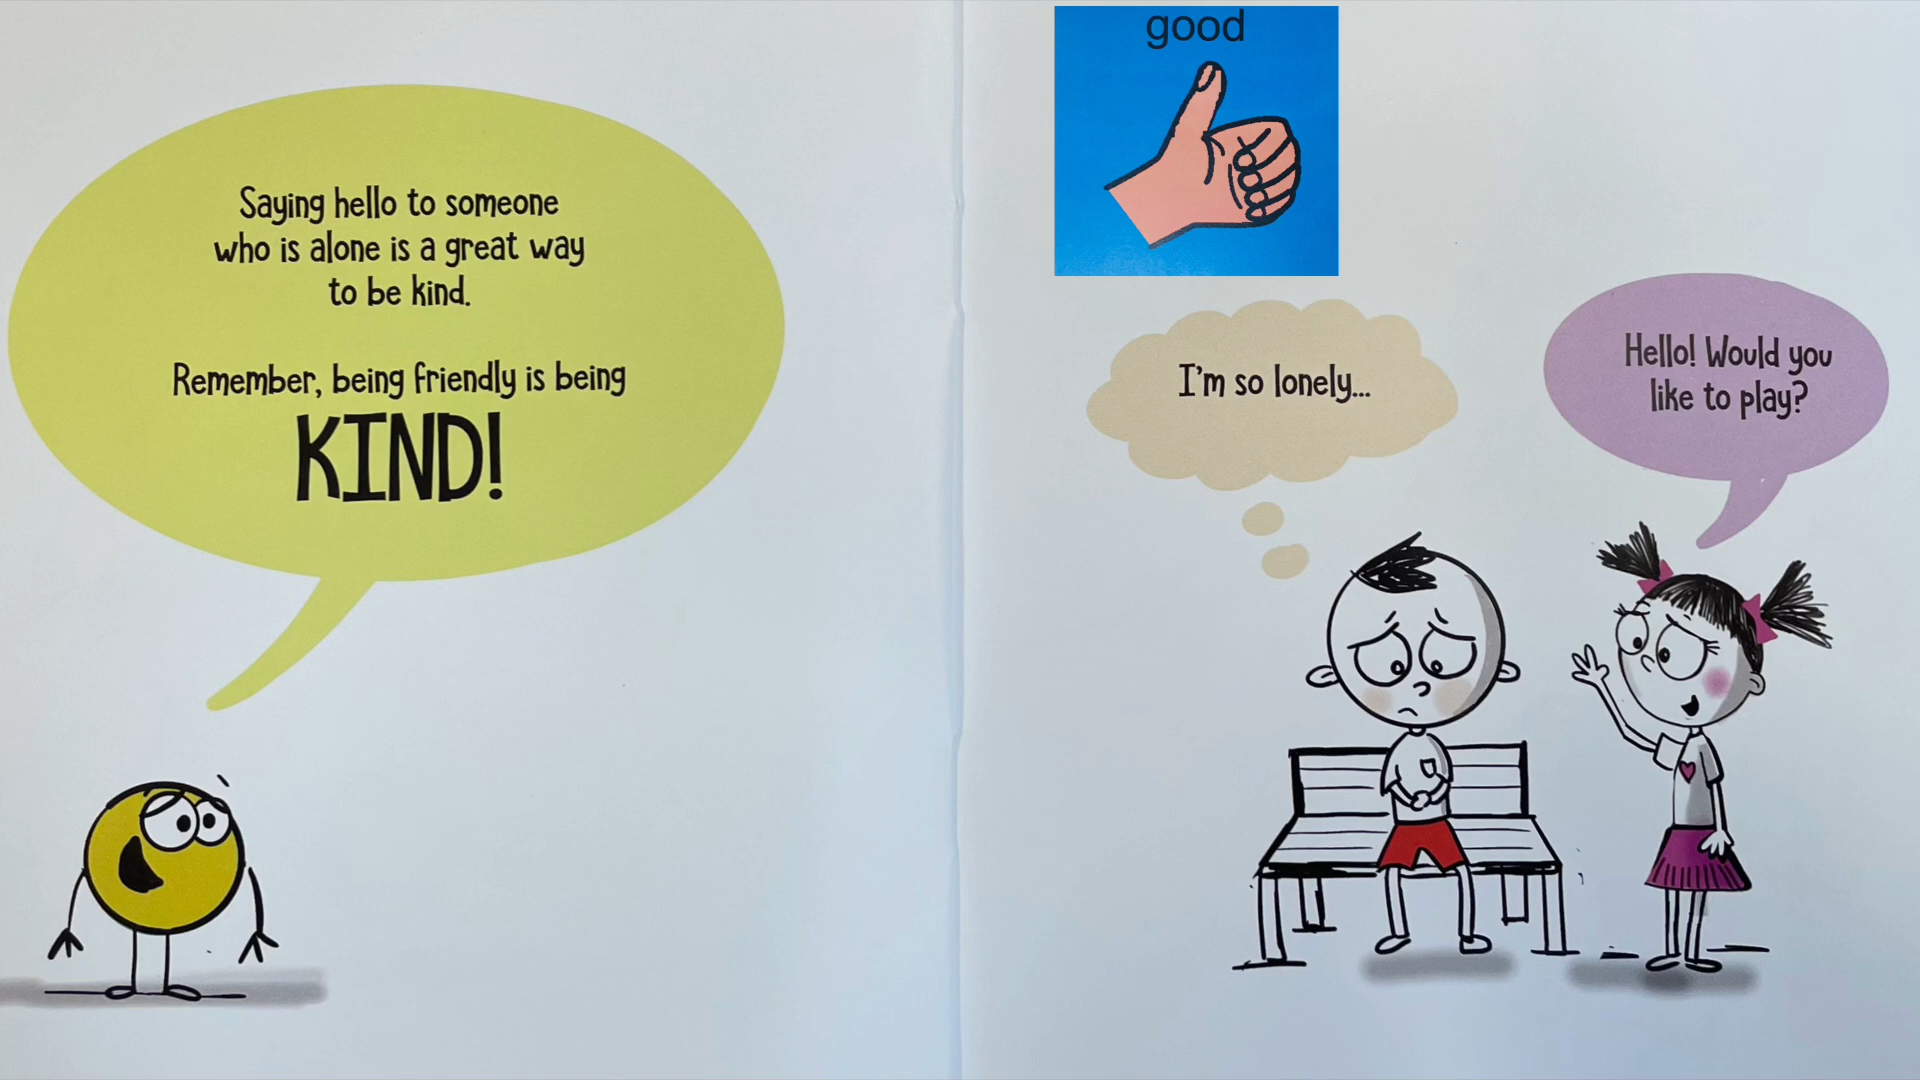 Saying hello to someone
who is alone is a great way
to be kind.
Remember, being friendly is being
KIND!
good
I'm so lonely...
Hello! Would you
like to play?